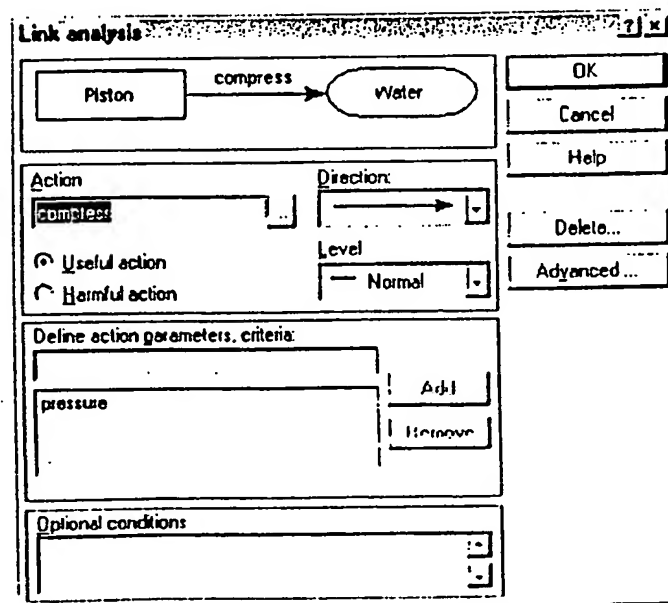 Link analysis ? ×
compress
Piston Water
OK
Cancel
Help
Action Direction:
compress ...
Useful action
Harmful action
Level
Normal
Delete...
Advanced ...
Define action parameters, criteria:
Add
pressure
Remove
Optional conditions